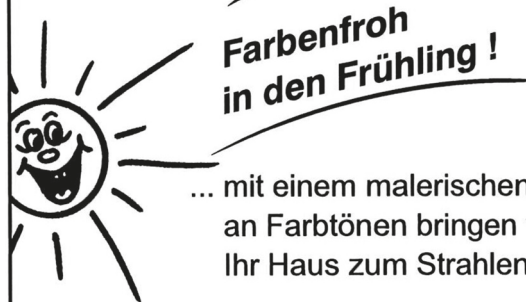 Farbenfroh
in den Frühling !
... mit einem malerischen
an Farbtönen bringen
Ihr Haus zum Strahlen